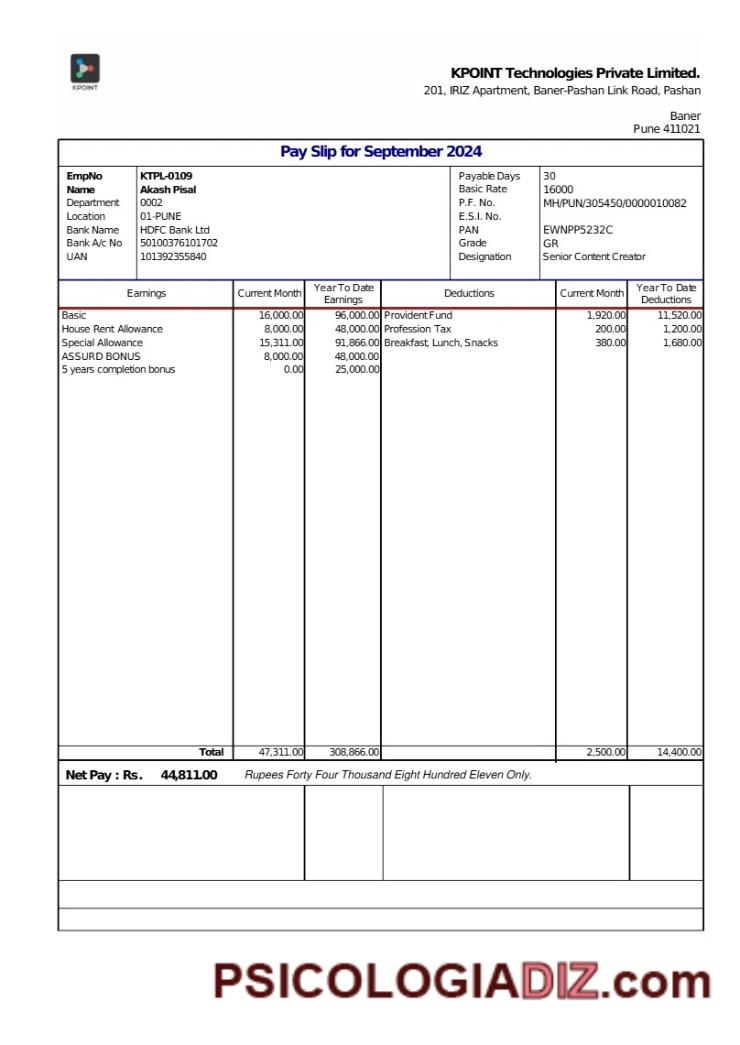 KPOINT
KPOINT Technologies Private Limited.
201, IRIZ Apartment, Baner-Pashan Link Road, Pashan
Baner
Pune 411021
Pay Slip for September 2024
EmpNo KTPL-0109 Payable Days 30
Name Akash Pisal Basic Rate 16000
Department 0002 P.F. No. MH/PUN/305450/0000010082
Location 01-PUNE E.S.I. No.
Bank Name HDFC Bank Ltd PAN EWNPP5232C
Bank A/c No 50100376101702 Grade GR
UAN 101392355840 Designation Senior Content Creator
Earnings Current Month Year To Date Earnings Deductions Current Month Year To Date Deductions
Basic 16,000.00 96,000.00 Provident Fund 1,920.00 11,520.00
House Rent Allowance 8,000.00 48,000.00 Profession Tax 200.00 1,200.00
Special Allowance 15,311.00 91,866.00 Breakfast, Lunch, Snacks 380.00 1,680.00
ASSURD BONUS 8,000.00 48,000.00
5 years completion bonus 0.00 25,000.00
Total 47,311.00 308,866.00 2,500.00 14,400.00
Net Pay : Rs. 44,811.00 Rupees Forty Four Thousand Eight Hundred Eleven Only.
PSICOLOGIADIZ.com